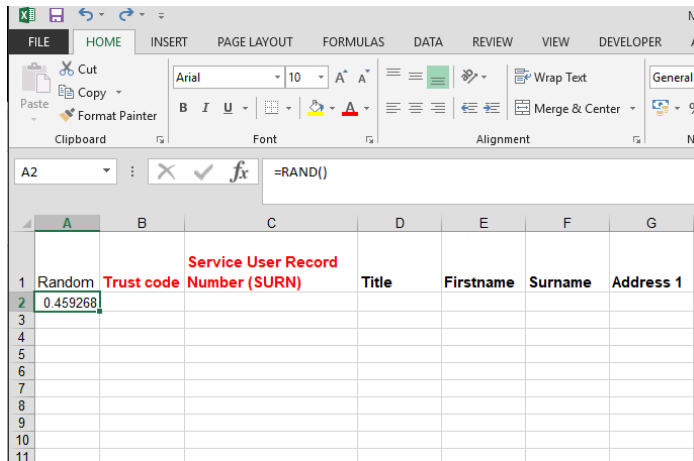 FILE HOME INSERT PAGE LAYOUT FORMULAS DATA REVIEW VIEW DEVELOPER
Cut
Copy
Paste
Format Painter
Clipboard
Arial 10 A A
B I U A
Font
Wrap Text
Merge & Center
Alignment
General
A2 fx =RAND()
A B C D E F G
1 Random Trust code Service User Record
Number (SURN) Title Firstname Surname Address 1
2 0.459268
3
4
5
6
7
8
9
10
11